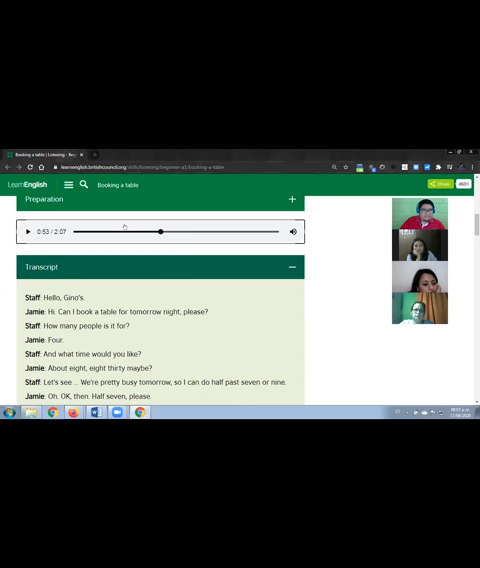 Booking a table | Listening - Be
learnenglish.britishcouncil.org/skills/listening/beginner-a1/booking-a-table
LearnEnglish
Booking a table
Share
Preparation
0:53 / 2:07
Transcript
Staff: Hello, Gino's.
Jamie: Hi. Can I book a table for tomorrow night, please?
Staff: How many people is it for?
Jamie: Four.
Staff: And what time would you like?
Jamie: About eight, eight thirty maybe?
Staff: Let's see ... We're pretty busy tomorrow, so I can do half past seven or nine.
Jamie: Oh. OK, then. Half seven, please.
ES